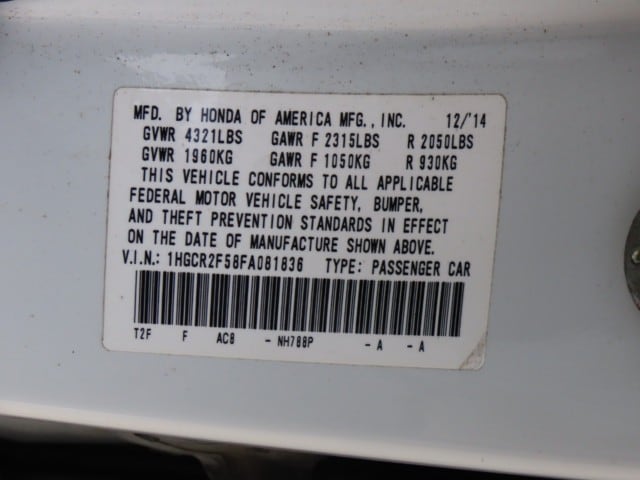 MFD. BY HONDA OF AMERICA MFG., INC. 12/'14
GVWR 4321LBS GAWR F 2315LBS R 2050LBS
GVWR 1960KG GAWR F 1050KG R 930KG
THIS VEHICLE CONFORMS TO ALL APPLICABLE
FEDERAL MOTOR VEHICLE SAFETY, BUMPER,
AND THEFT PREVENTION STANDARDS IN EFFECT
ON THE DATE OF MANUFACTURE SHOWN ABOVE.
V.I.N.: 1HGCR2F58FA081836 TYPE: PASSENGER CAR
T2F F AC8 - NH788P - A - A